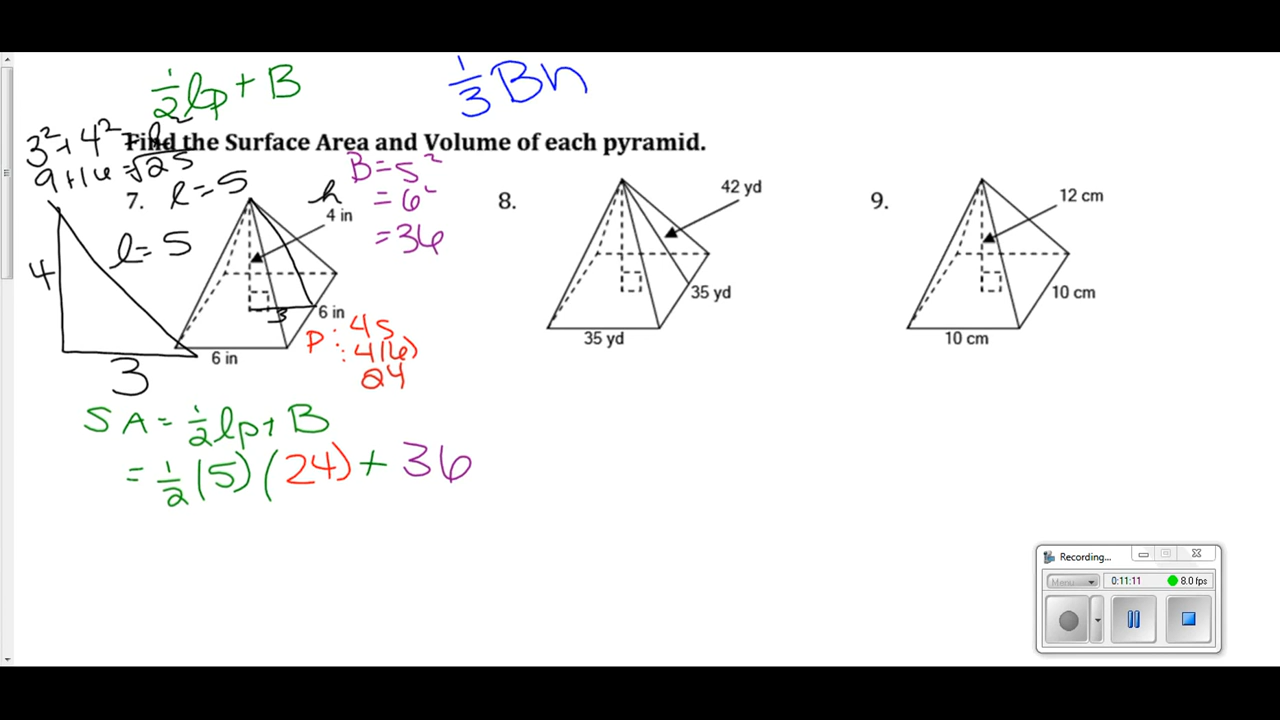 ½lp + B
⅓Bh
3² + 4² = l²
Find the Surface Area and Volume of each pyramid.
9+16 = √25
B = s²
= 6²
= 36
7.
l = 5
h
4 in
l = 5
4
3
6 in
6 in
3
P: 4s
: 4(6)
24
8.
42 yd
35 yd
35 yd
9.
12 cm
10 cm
10 cm
SA = ½lp + B
= ½(5)(24) + 36
Recording...
Menu
0:11:11
8.0 fps